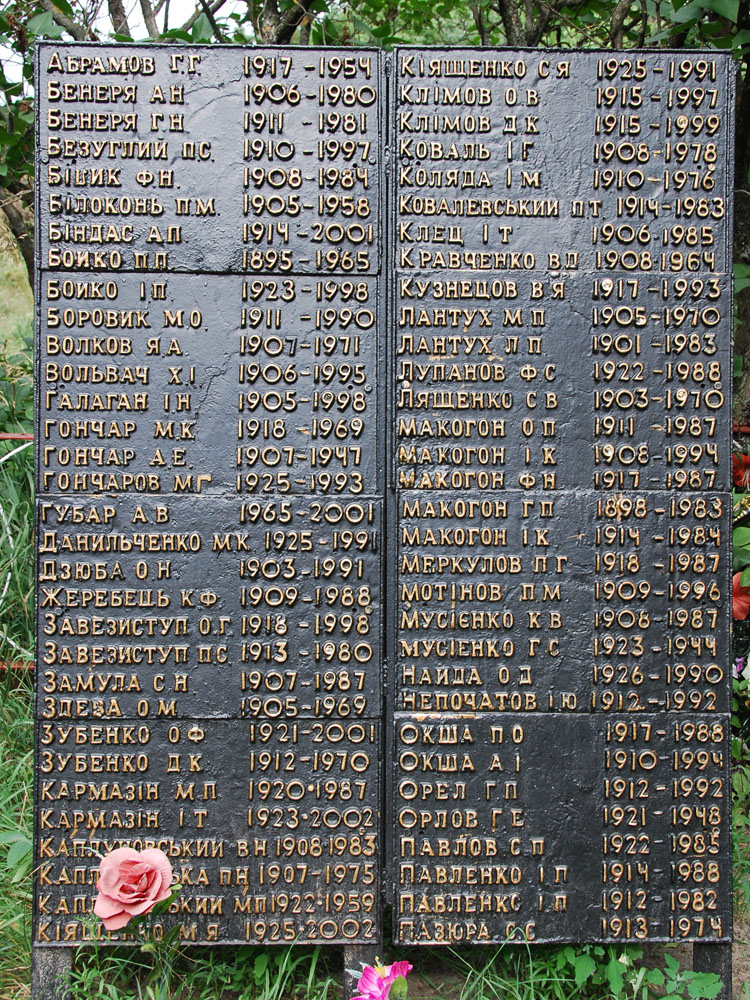 АБРАМОВ Г.Г. 1917 - 1954
БЕНЕРЯ А.Н. 1906-1980
БЕНЕРЯ Г.Н 1911 - 1981
БЕЗУГЛИЙ П.С. 1910-1997
БІЦИК Ф.Н. 1908-1984
БІЛОКОНЬ П.М. 1905-1958
БІНДАС А.П. 1914-2001
БОЙКО П.П. 1895-1965
БОЙКО І.П. 1923-1998
БОРОВИК М.О. 1911 - 1990
ВОЛКОВ Я.А. 1907-1971
ВОЛЬВАЧ Х.І 1906-1995
ГАЛАГАН І.Н. 1905-1998
ГОНЧАР М.К. 1918-1969
ГОНЧАР А.Е. 1907-1947
ГОНЧАРОВ М.Г. 1925-1993
ГУБАР А.В 1965-2001
ДАНИЛЬЧЕНКО М.К. 1925-1991
ДЗЮБА О.Н 1903-1991
ЖЕРЕБЕЦЬ К.Ф. 1909-1988
ЗАВЕЗИСТУП О.Г 1918-1998
ЗАВЕЗИСТУП П.С. 1913-1980
ЗАМУЛА С.Н 1907-1987
ЗЛЕВА О.М. 1905-1969
ЗУБЕНКО О.Ф 1921-2001
ЗУБЕНКО Д.К. 1912-1970
КАРМАЗІН М.П 1920-1987
КАРМАЗІН І.Т 1923-2002
КАПЛУНОВСЬКИЙ В.Н 1908-1983
П.Н 1907-1975
М.П 1922-1959
КІЯЩЕНКО М.Я. 1925-2002
КІЯЩЕНКО С.Я 1925-1991
КЛІМОВ О.В 1915-1997
КЛІМОВ Д.К 1915-1999
КОВАЛЬ І.Г 1908-1978
КОЛЯДА І.М 1910-1976
КОВАЛЕВСЬКИЙ П.Т. 1914-1983
КЛЕЦ І.Т 1906-1985
КРАВЧЕНКО В.Д 1908-1964
КУЗНЕЦОВ В.Я 1917-1993
ЛАНТУХ М.П 1905-1970
ЛАНТУХ Л.П 1901-1983
ЛУПАНОВ Ф.С 1922-1988
ЛЯЩЕНКО С.В 1903-1970
МАКОГОН О.П 1911-1987
МАКОГОН І.К 1908-1994
МАКОГОН Ф.Н 1917-1987
МАКОГОН Г.П 1898-1983
МАКОГОН І.К 1914-1984
МЕРКУЛОВ П.Г 1918-1987
МОТІНОВ П.М 1909-1996
МУСІЄНКО К.В 1908-1987
МУСІЕНКО Г.С 1923-1944
НАЙДА О.Д 1926-1990
НЕПОЧАТОВ І.Ю 1912-1992
ОКША П.О 1917-1988
ОКША А.І 1910-1994
ОРЕЛ Г.П 1912-1992
ОРЛОВ Г.Е 1921-1948
ПАВЛОВ С.П 1922-1985
ПАВЛЕНКО І.П 1914-1988
ПАВЛЕНКО І.П 1912-1982
ПАЗЮРА С.С 1913-1974